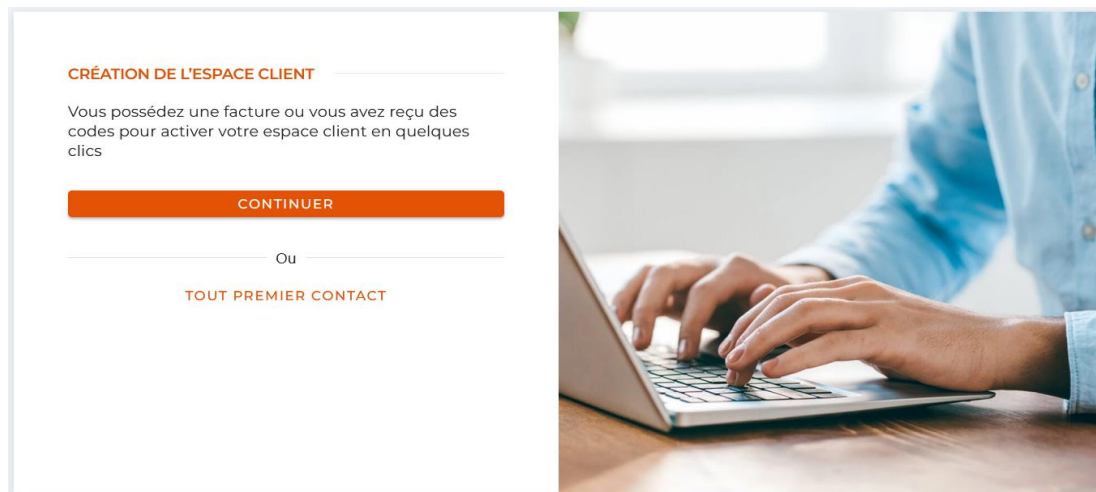 CRÉATION DE L'ESPACE CLIENT
Vous possédez une facture ou vous avez reçu des
codes pour activer votre espace client en quelques
clics
CONTINUER
Ou
TOUT PREMIER CONTACT